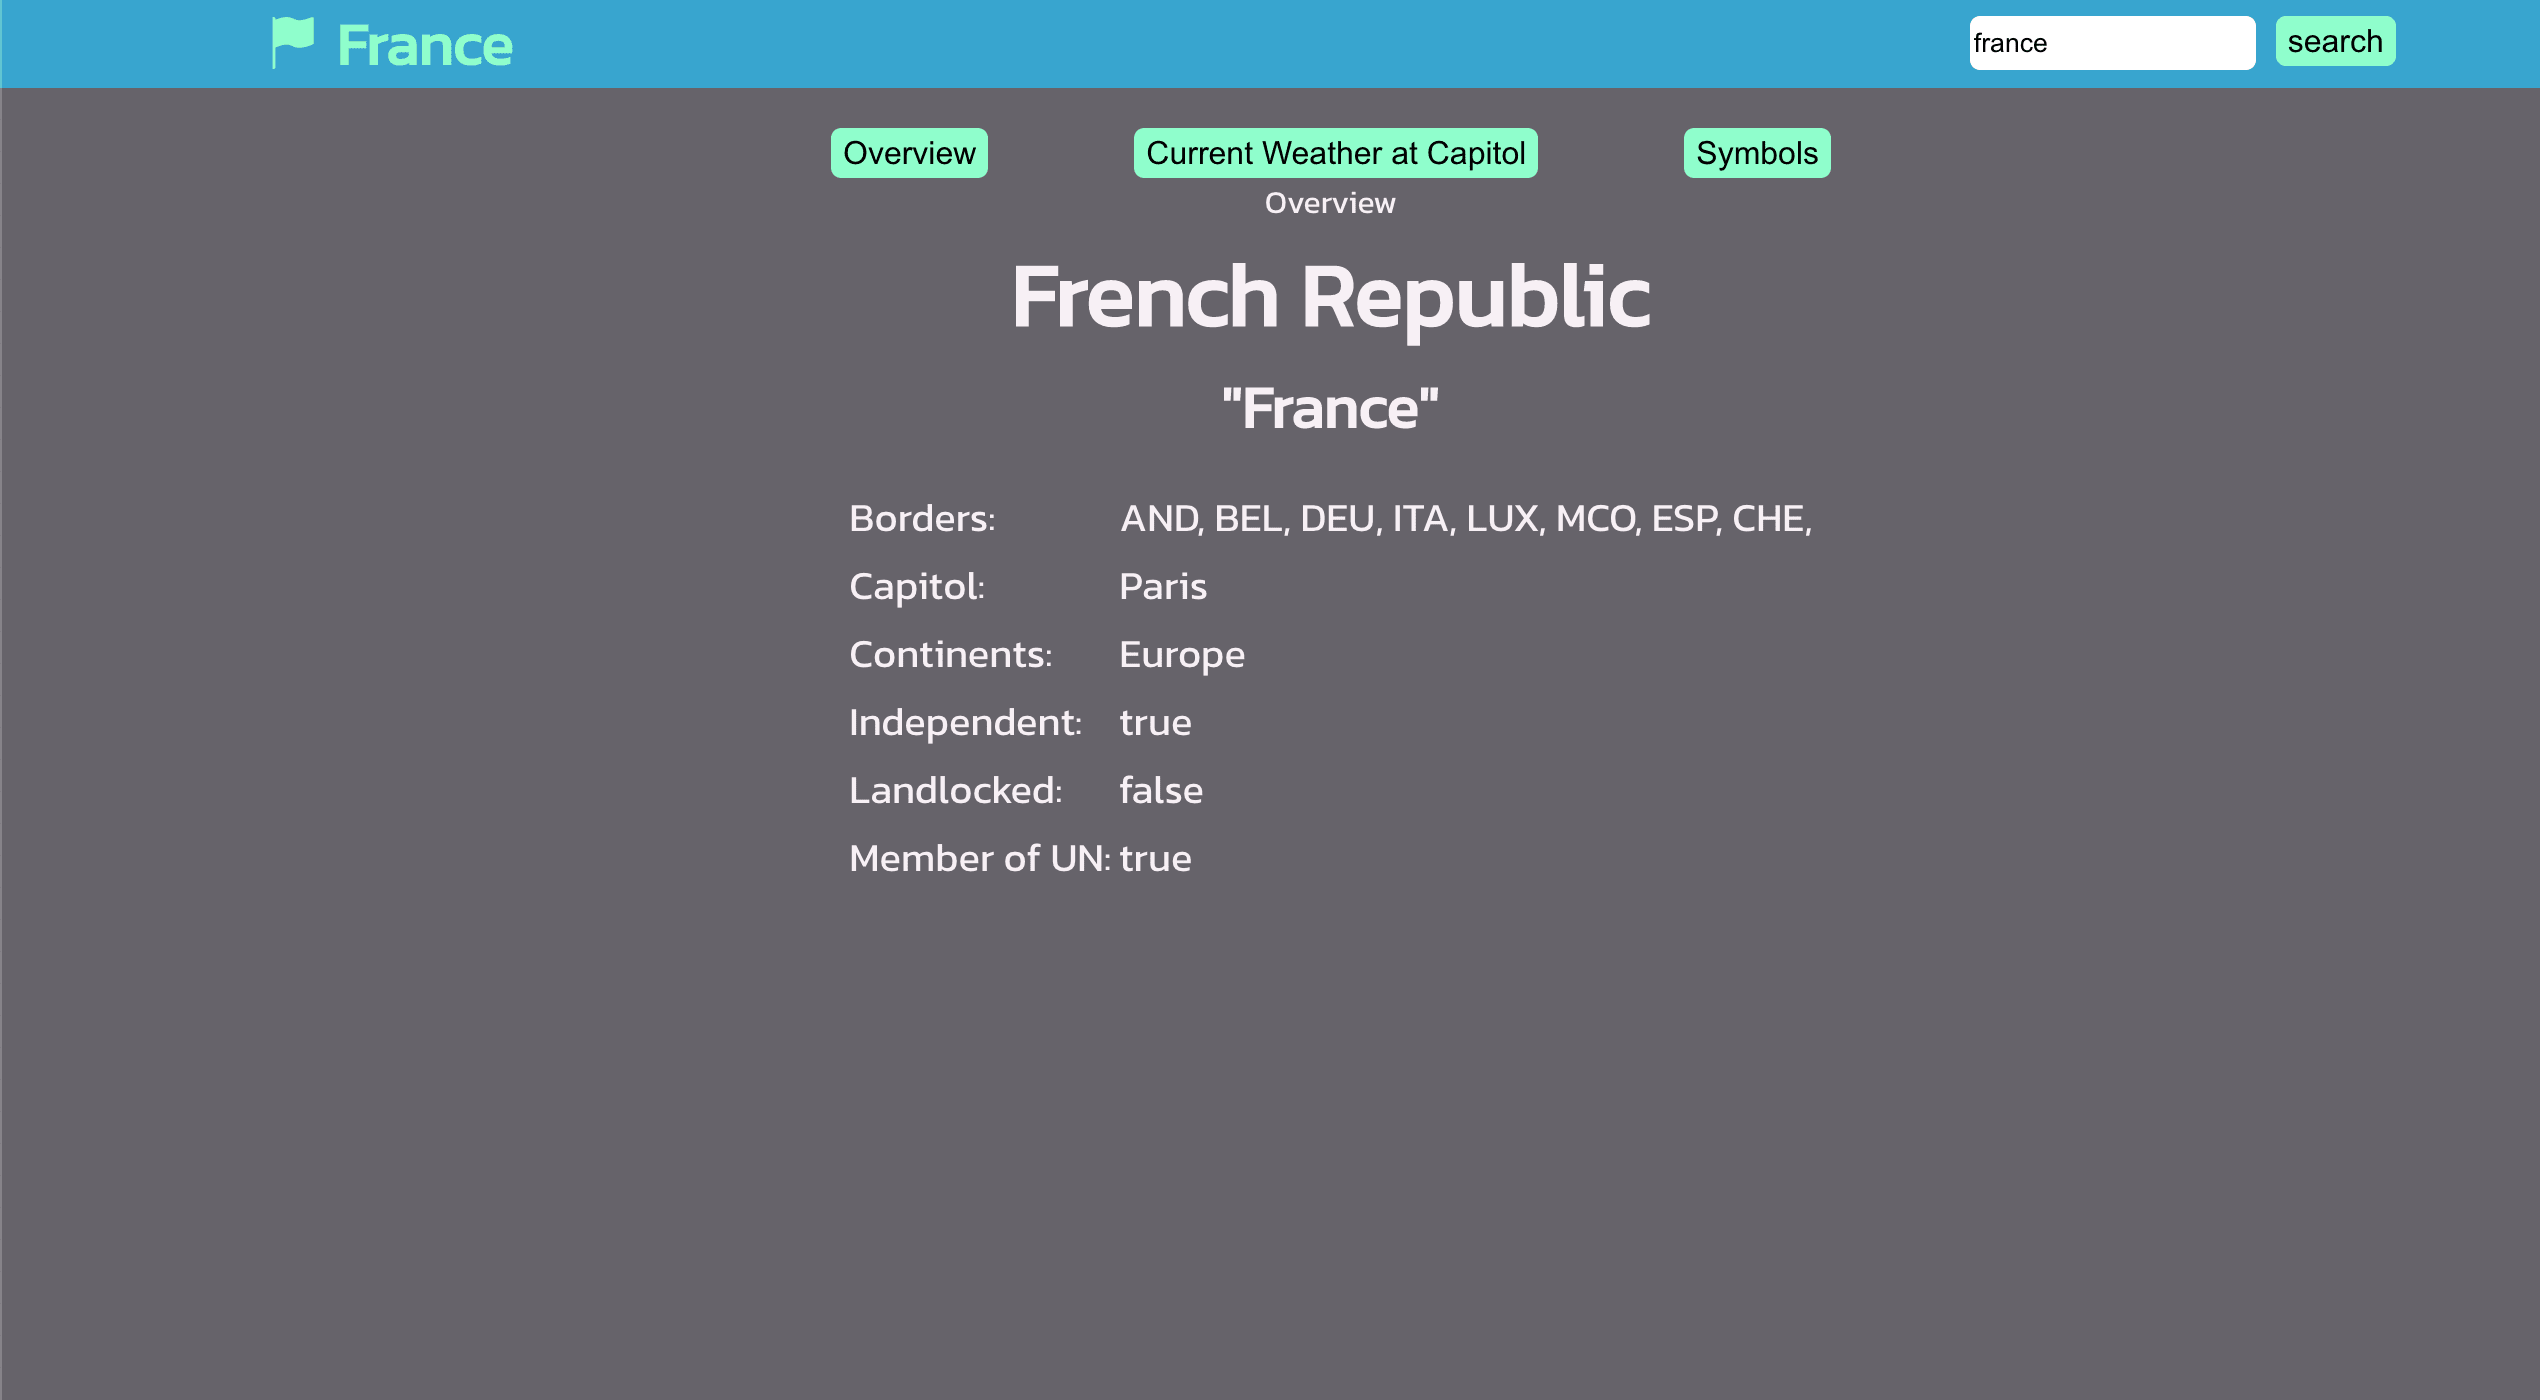 France
france
search
Overview
Current Weather at Capitol
Symbols
Overview
French Republic
"France"
Borders: AND, BEL, DEU, ITA, LUX, MCO, ESP, CHE,
Capitol: Paris
Continents: Europe
Independent: true
Landlocked: false
Member of UN: true